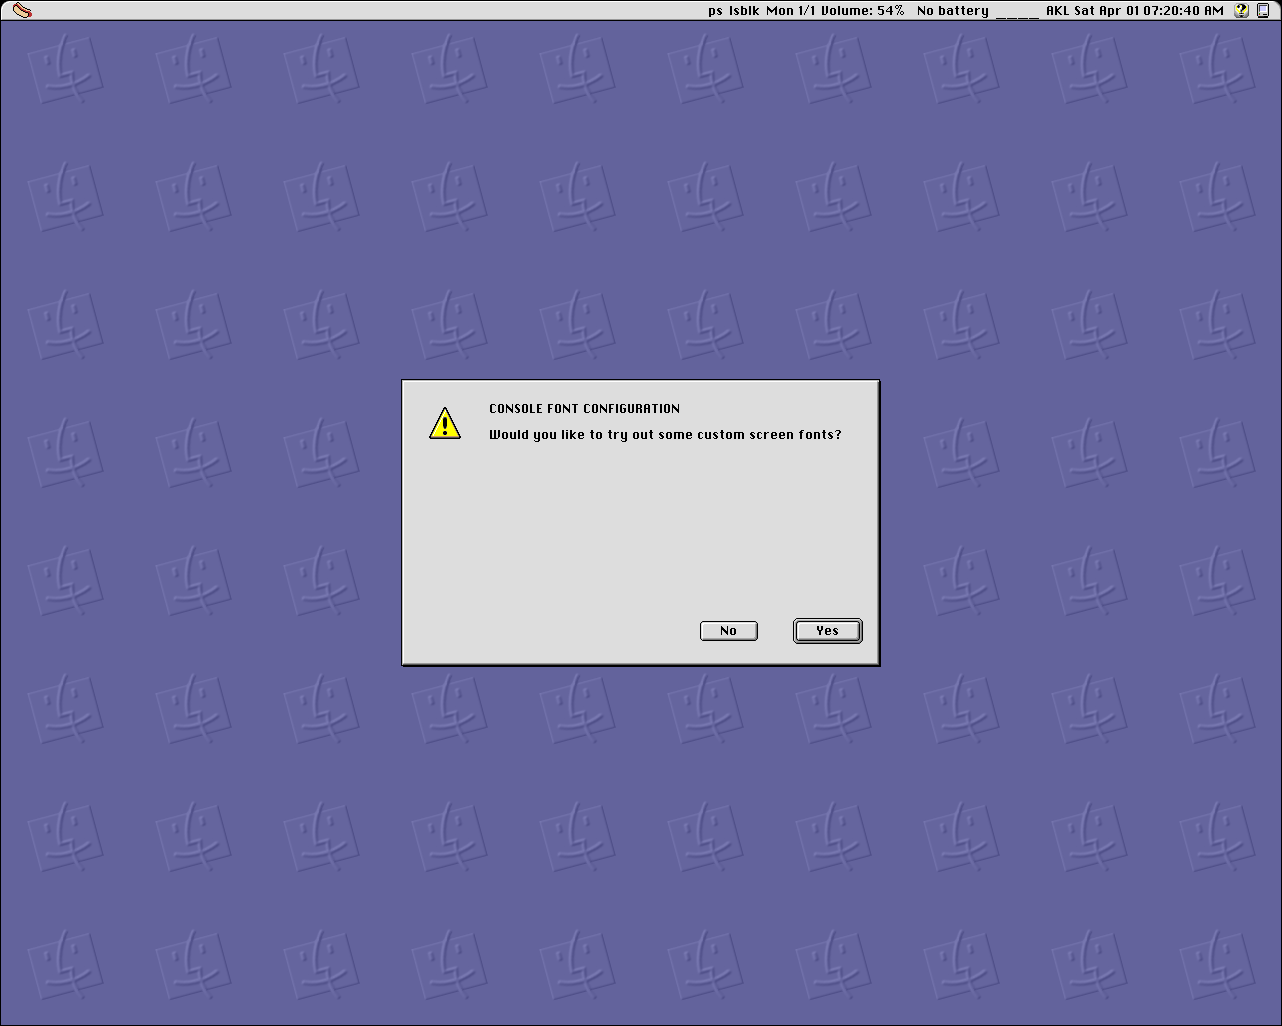 ps lsblk Mon 1/1 Volume: 54% No battery ____ AKL Sat Apr 01 07:20:40 AM
CONSOLE FONT CONFIGURATION
Would you like to try out some custom screen fonts?
No Yes